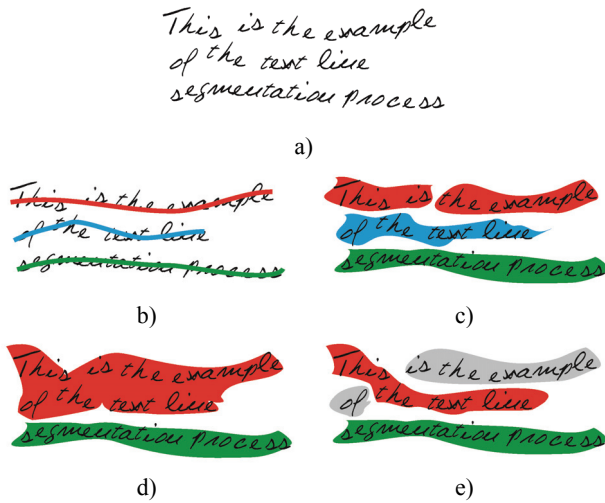 This is the example
of the text line
segmentation process
a)
This is the example
of the text line
segmentation process
b)
This is the example
of the text line
segmentation process
c)
This is the example
of the text line
segmentation process
d)
This is the example
of the text line
segmentation process
e)